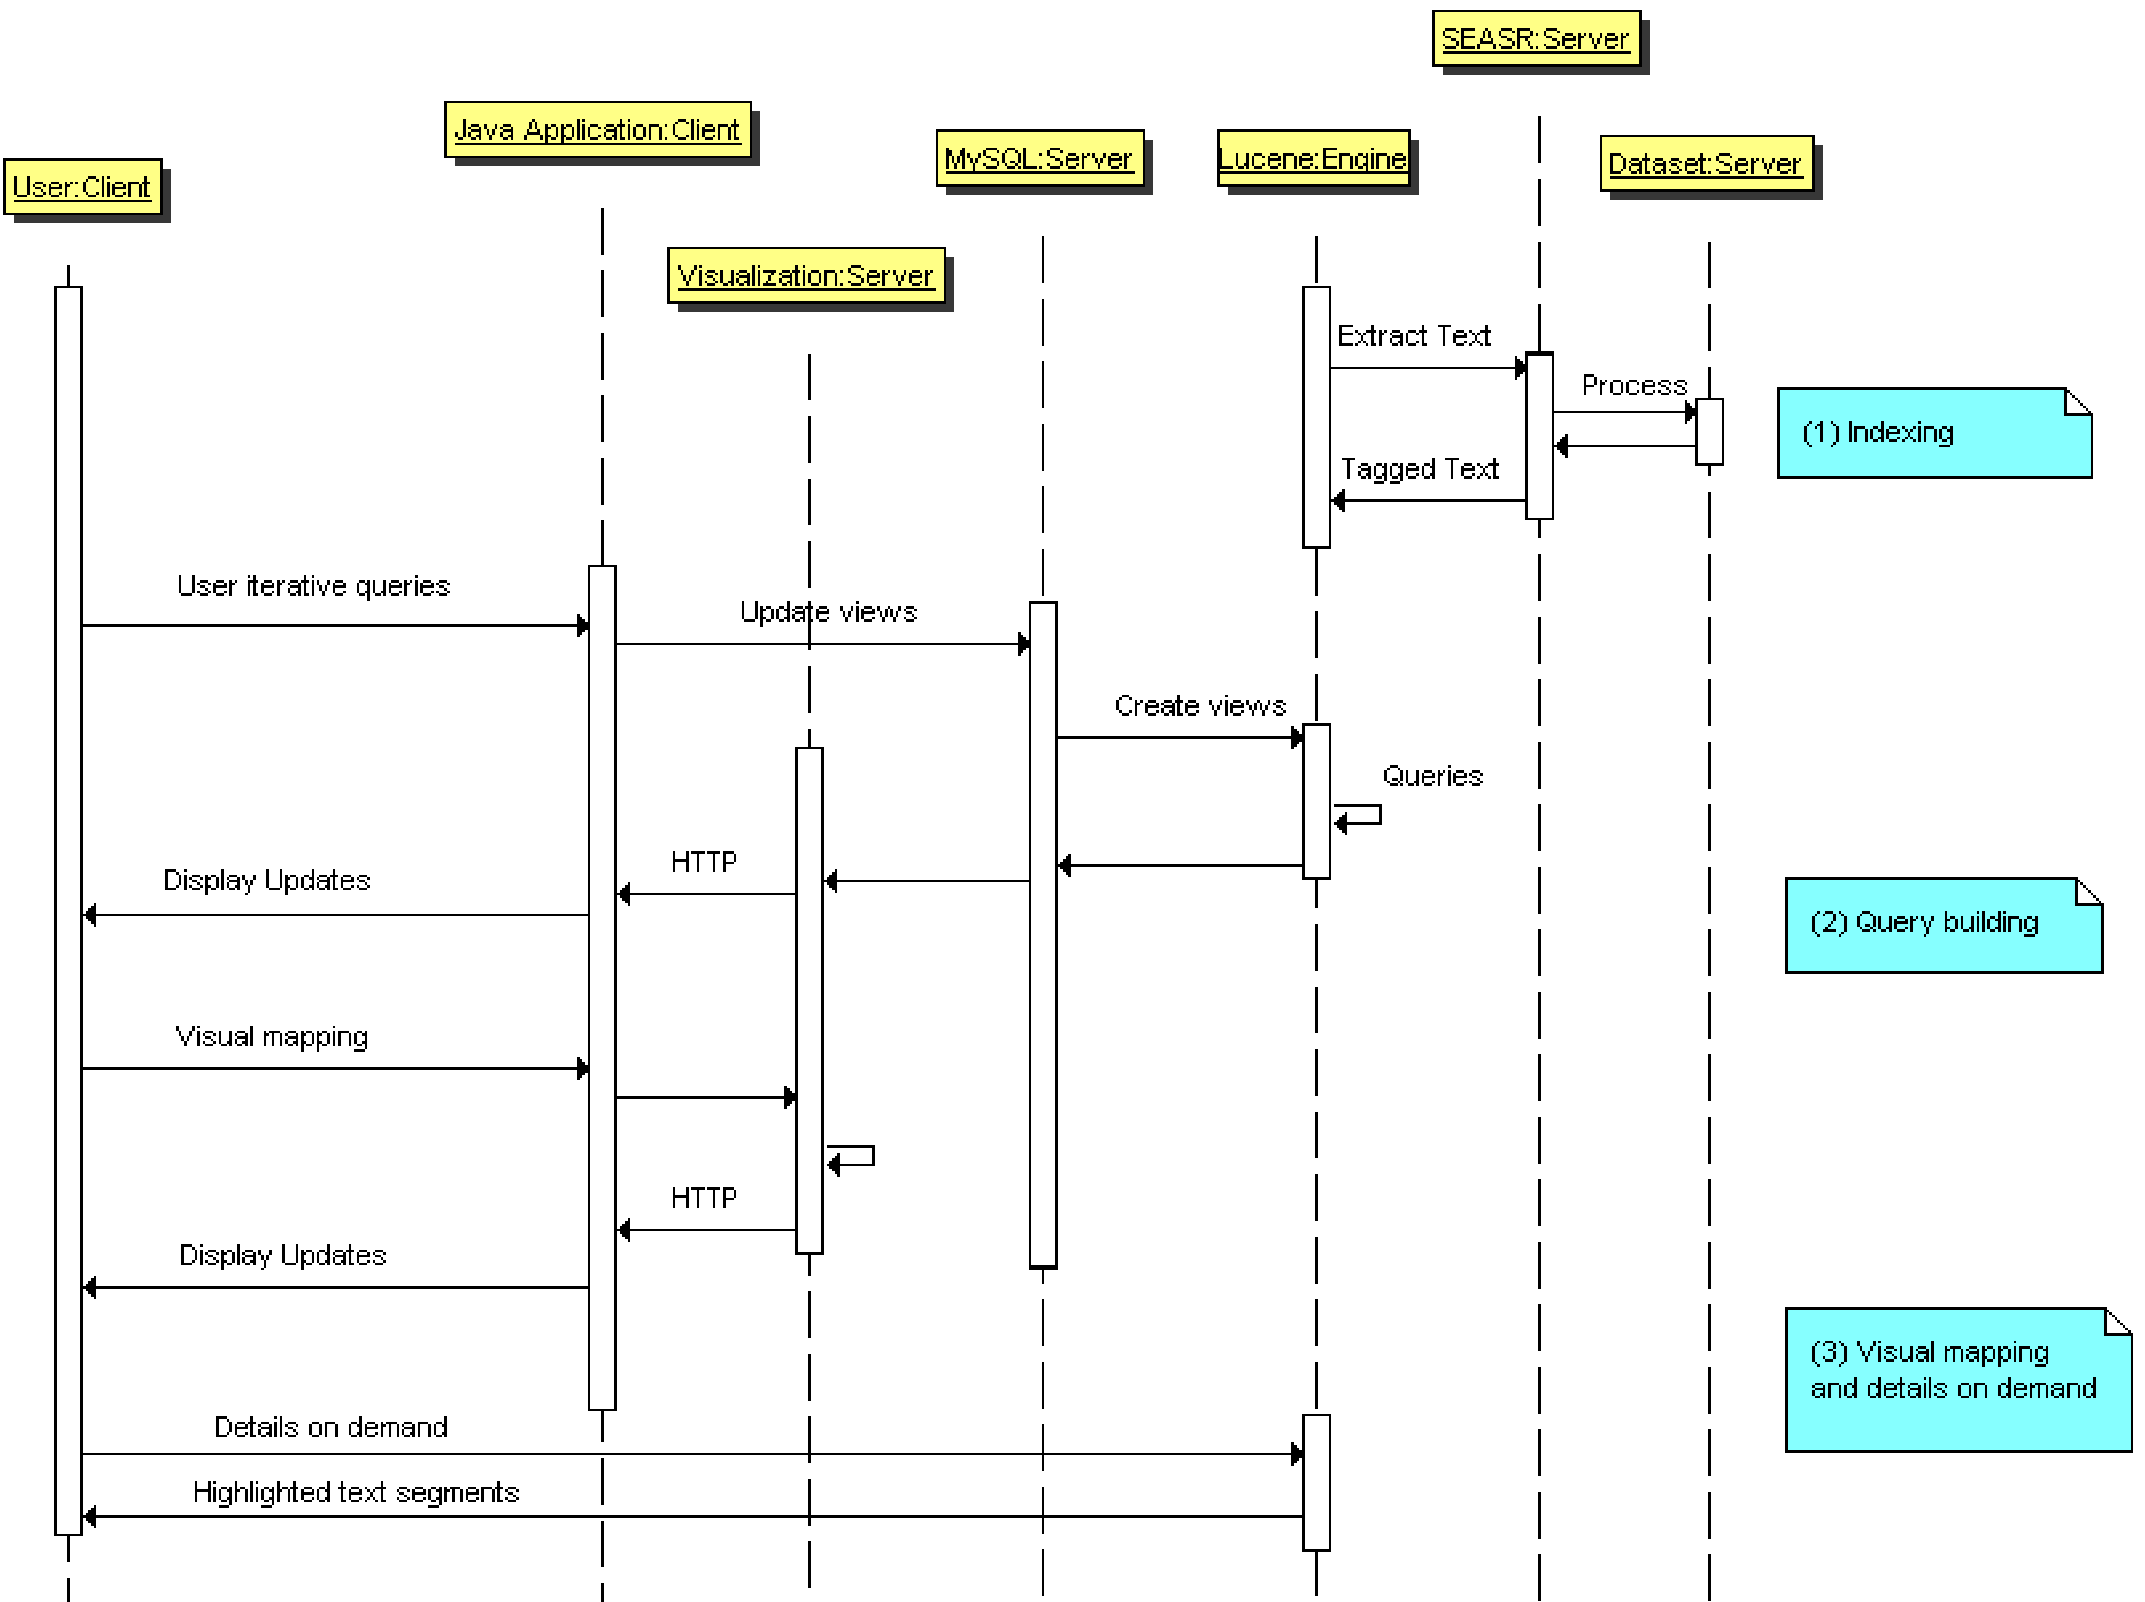 SEASR:Server
Java Application:Client
MySQL:Server
Lucene:Engine
Dataset:Server
User:Client
Visualization:Server
Extract Text
Process
(1) Indexing
Tagged Text
User iterative queries
Update views
Create views
Queries
HTTP
Display Updates
(2) Query building
Visual mapping
HTTP
Display Updates
(3) Visual mapping
and details on demand
Details on demand
Highlighted text segments